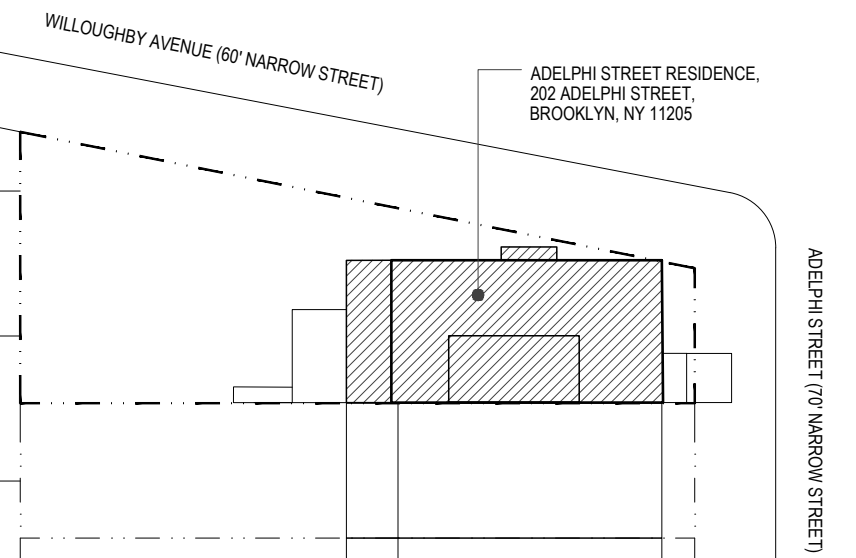 WILLOUGHBY AVENUE (60' NARROW STREET)
ADELPHI STREET RESIDENCE,
202 ADELPHI STREET,
BROOKLYN, NY 11205
ADELPHI STREET (70' NARROW STREET)